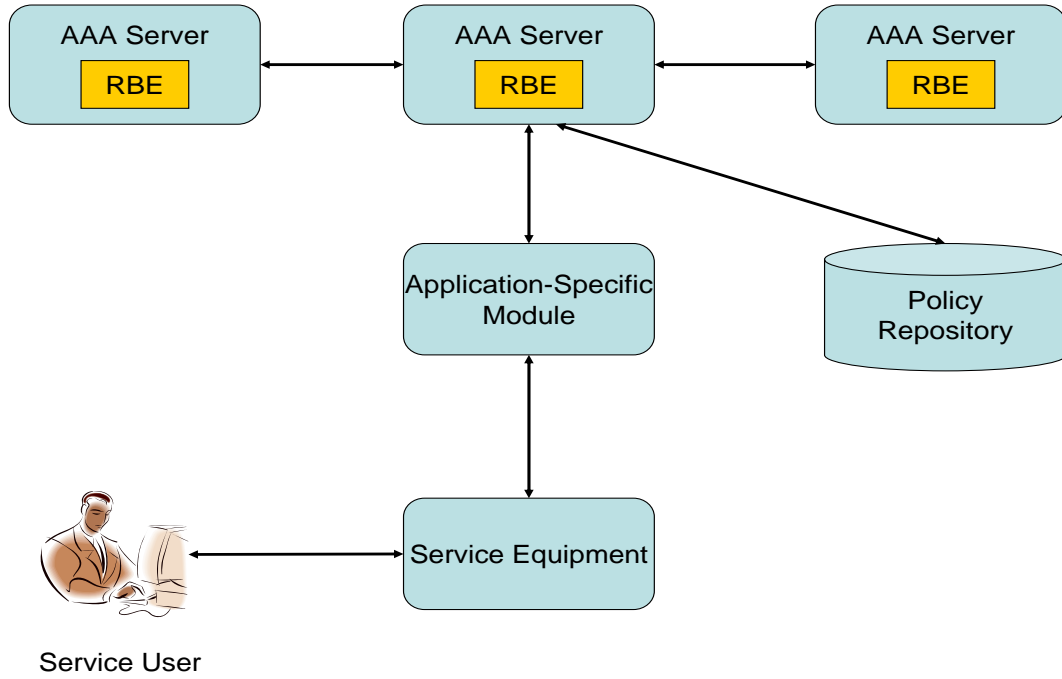 AAA Server
RBE
AAA Server
RBE
AAA Server
RBE
Application-Specific
Module
Policy
Repository
Service Equipment
Service User